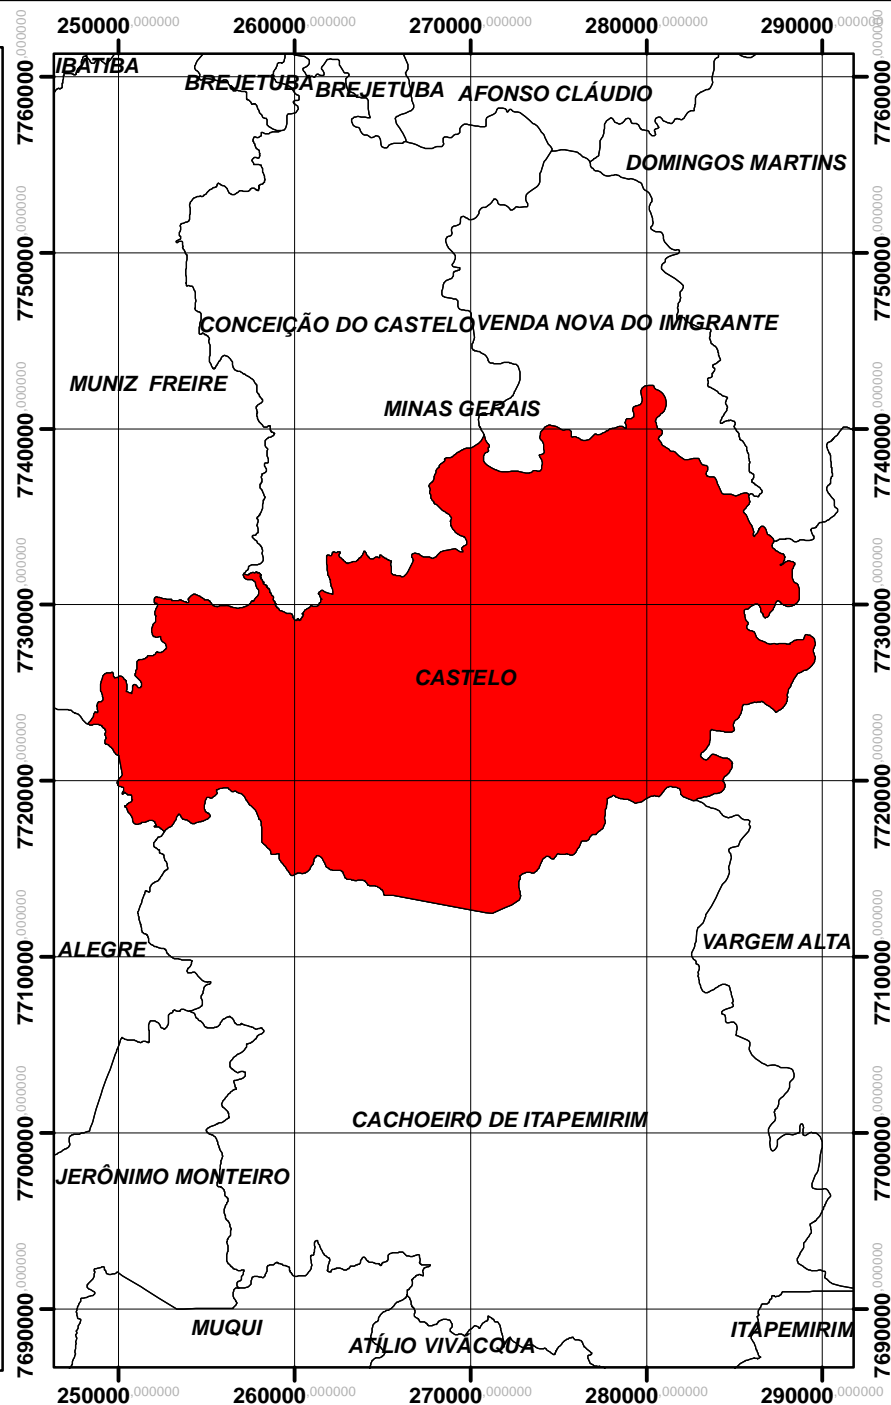 250000,000000 260000,000000 270000,000000 280000,000000 290000,000000
7760000,000000 7760000,000000
IBATIBA
BREJETUBA BREJETUBA AFONSO CLÁUDIO
DOMINGOS MARTINS
7750000,000000 7750000,000000
CONCEIÇÃO DO CASTELO VENDA NOVA DO IMIGRANTE
MUNIZ FREIRE
MINAS GERAIS
7740000,000000 7740000,000000
7730000,000000 7730000,000000
CASTELO
7720000,000000 7720000,000000
VARGEM ALTA
ALEGRE
7710000,000000 7710000,000000
CACHOEIRO DE ITAPEMIRIM
7700000,000000 7700000,000000
JERÔNIMO MONTEIRO
7690000,000000 7690000,000000
MUQUI ITAPEMIRIM
ATÍLIO VIVÁCQUA
250000,000000 260000,000000 270000,000000 280000,000000 290000,000000